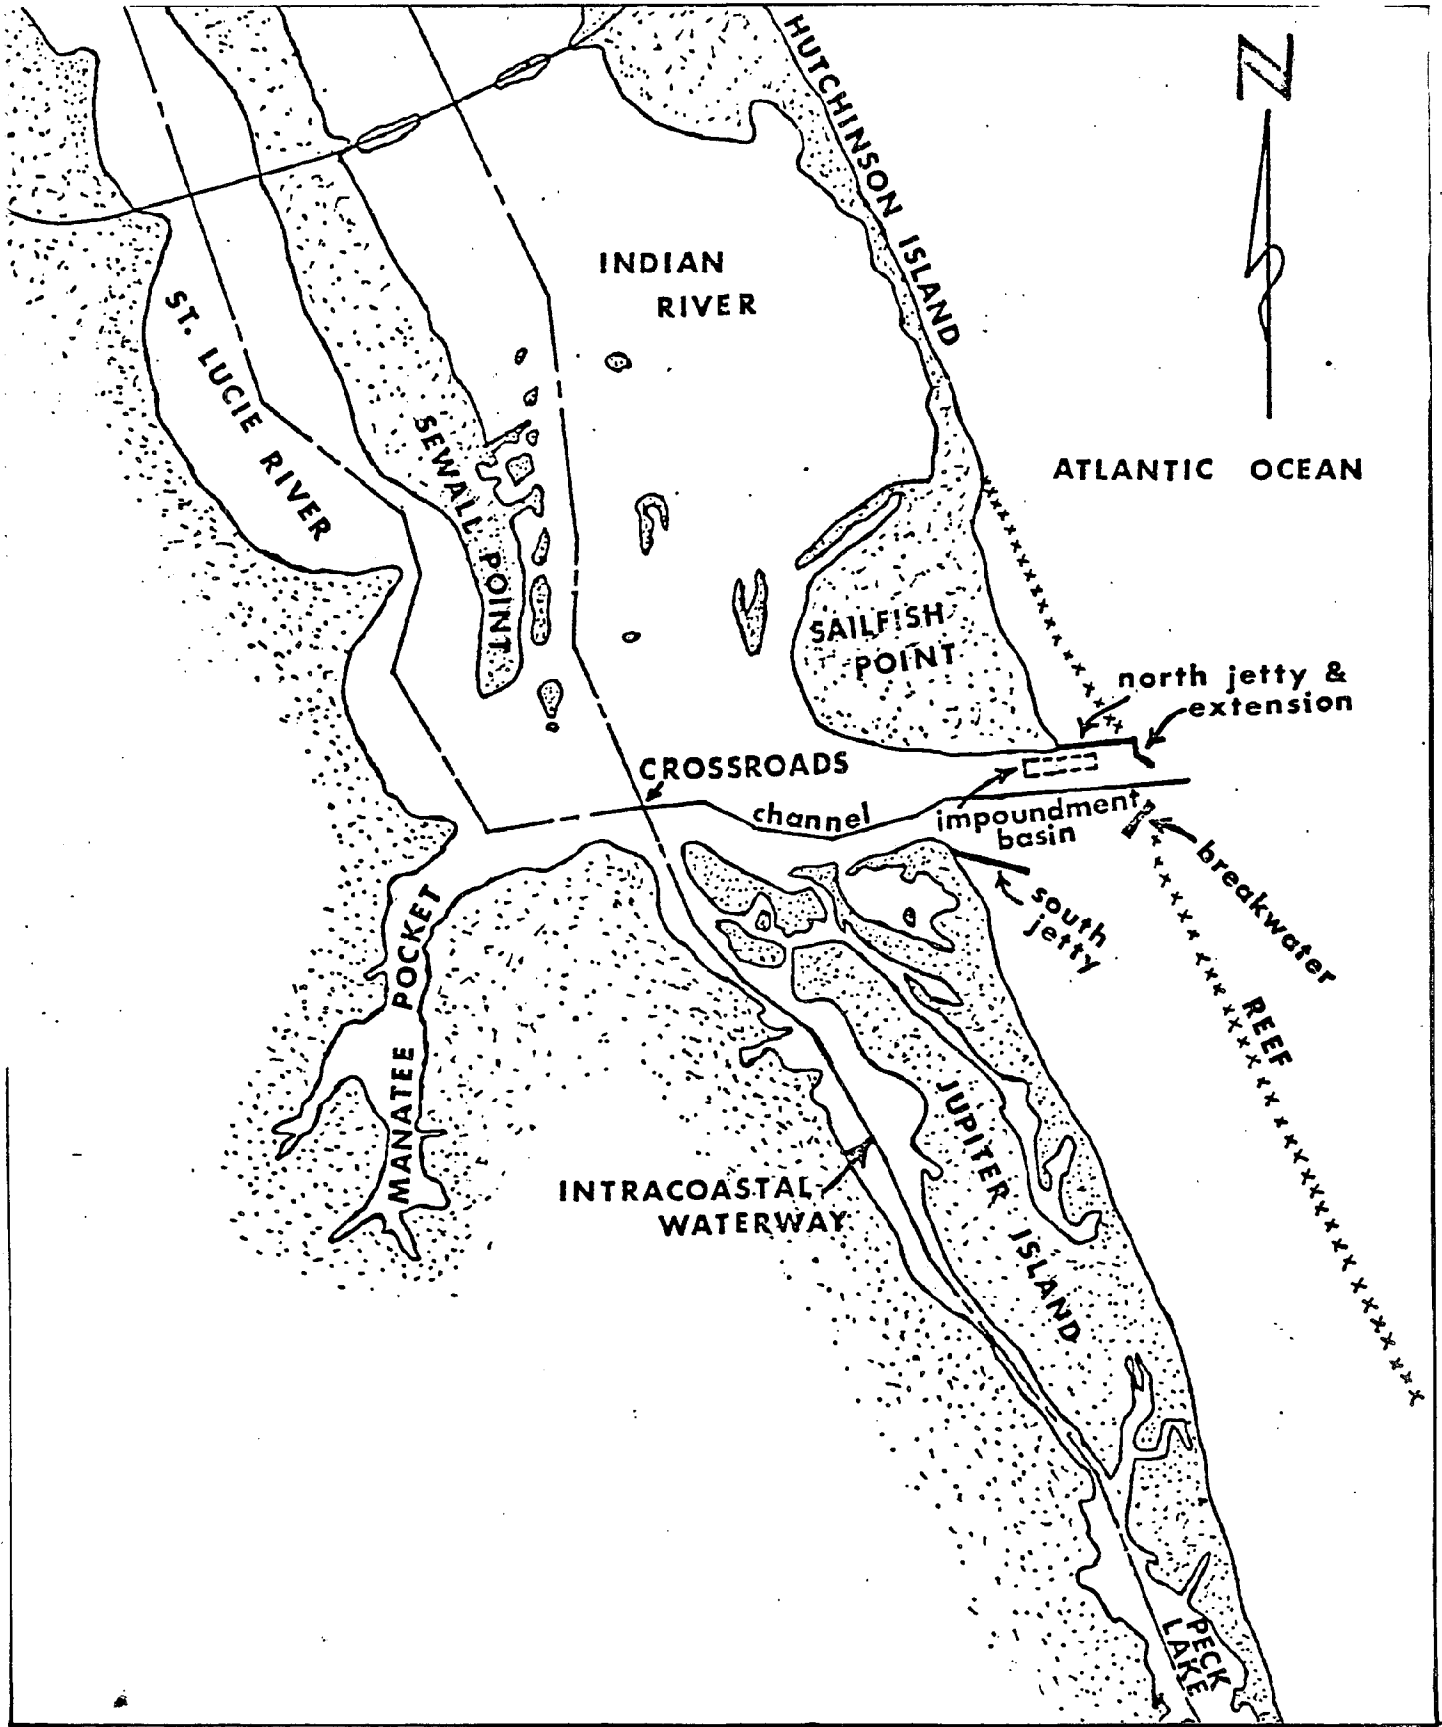 HUTCHINSON ISLAND
N
INDIAN
RIVER
ST. LUCIE RIVER
SEWALL POINT
ATLANTIC OCEAN
SAILFISH
POINT
north jetty &
extension
CROSSROADS
channel
impoundment
basin
breakwater
south
jetty
MANATEE POCKET
REEF
JUPITER ISLAND
INTRACOASTAL
WATERWAY
PECK
LAKE